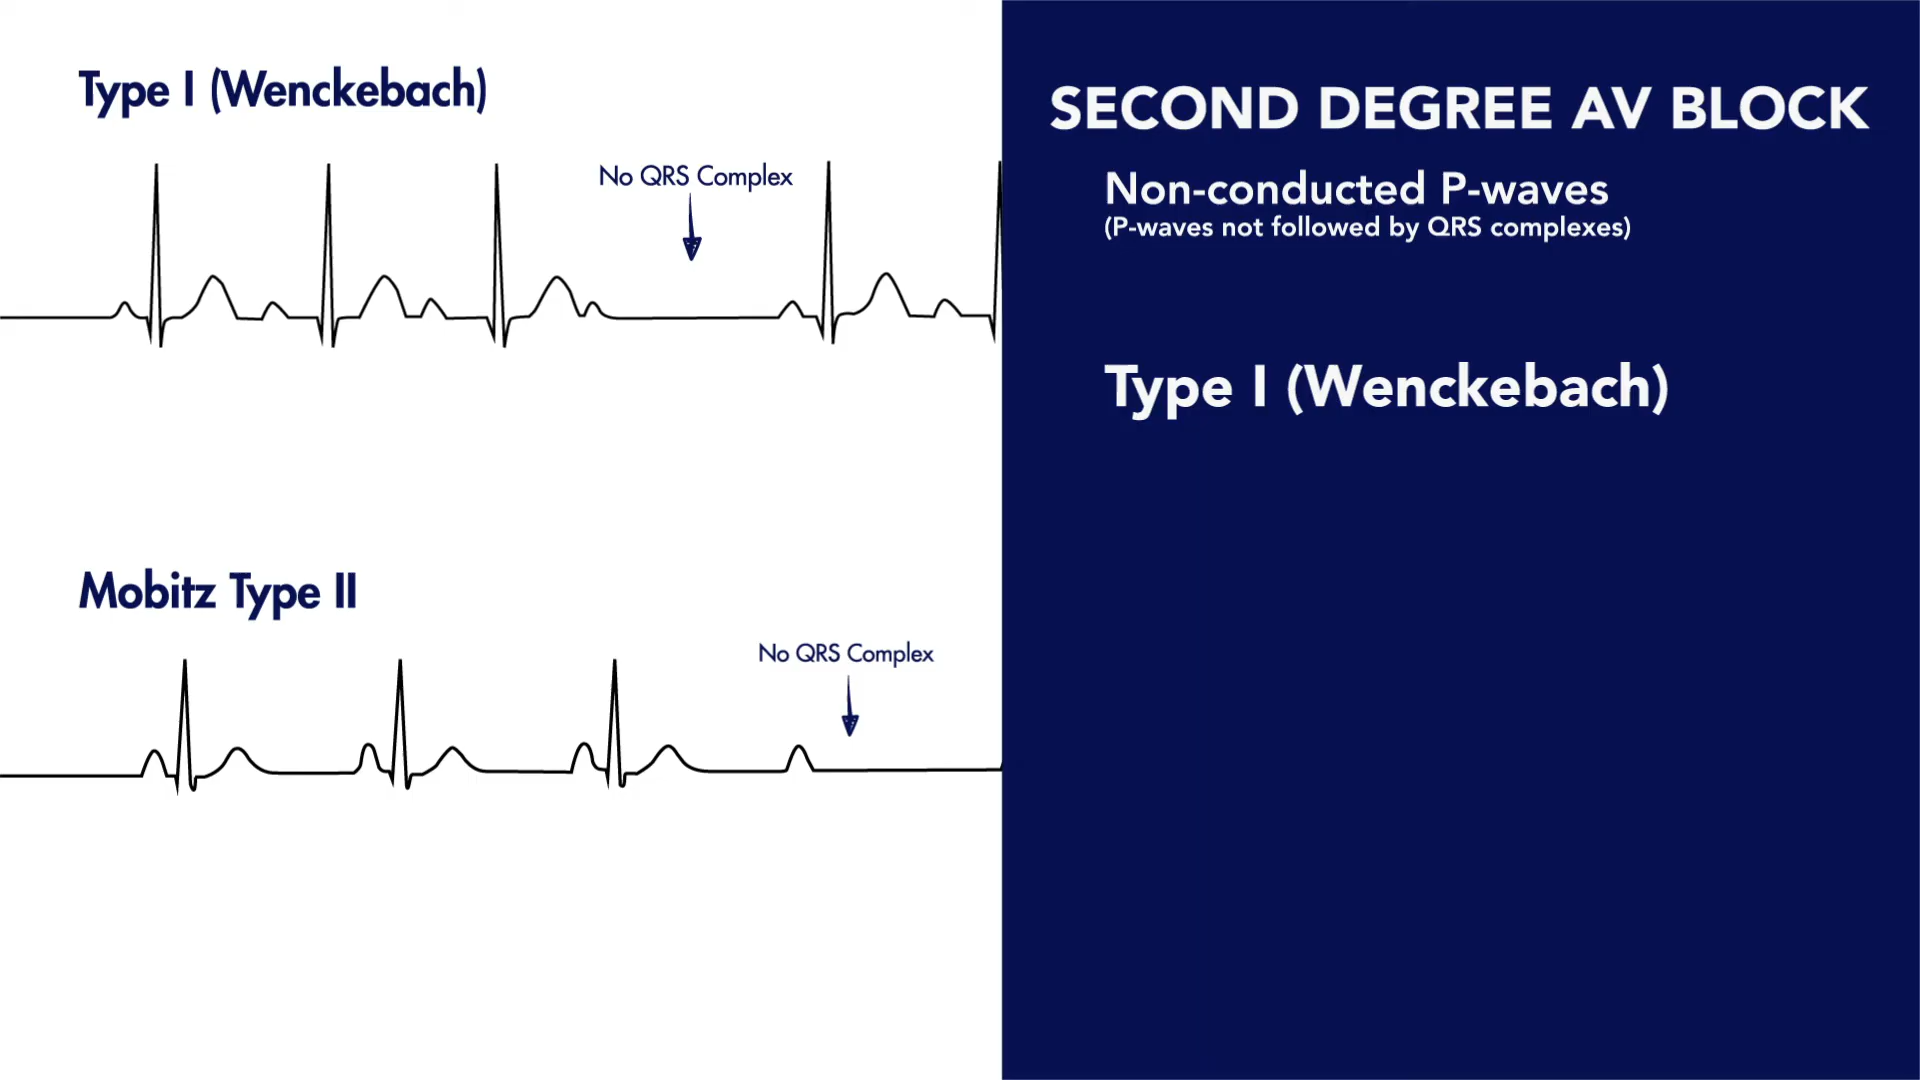 Type I (Wenckebach)
No QRS Complex
Mobitz Type II
No QRS Complex
SECOND DEGREE AV BLOCK
Non-conducted P-waves
(P-waves not followed by QRS complexes)
Type I (Wenckebach)